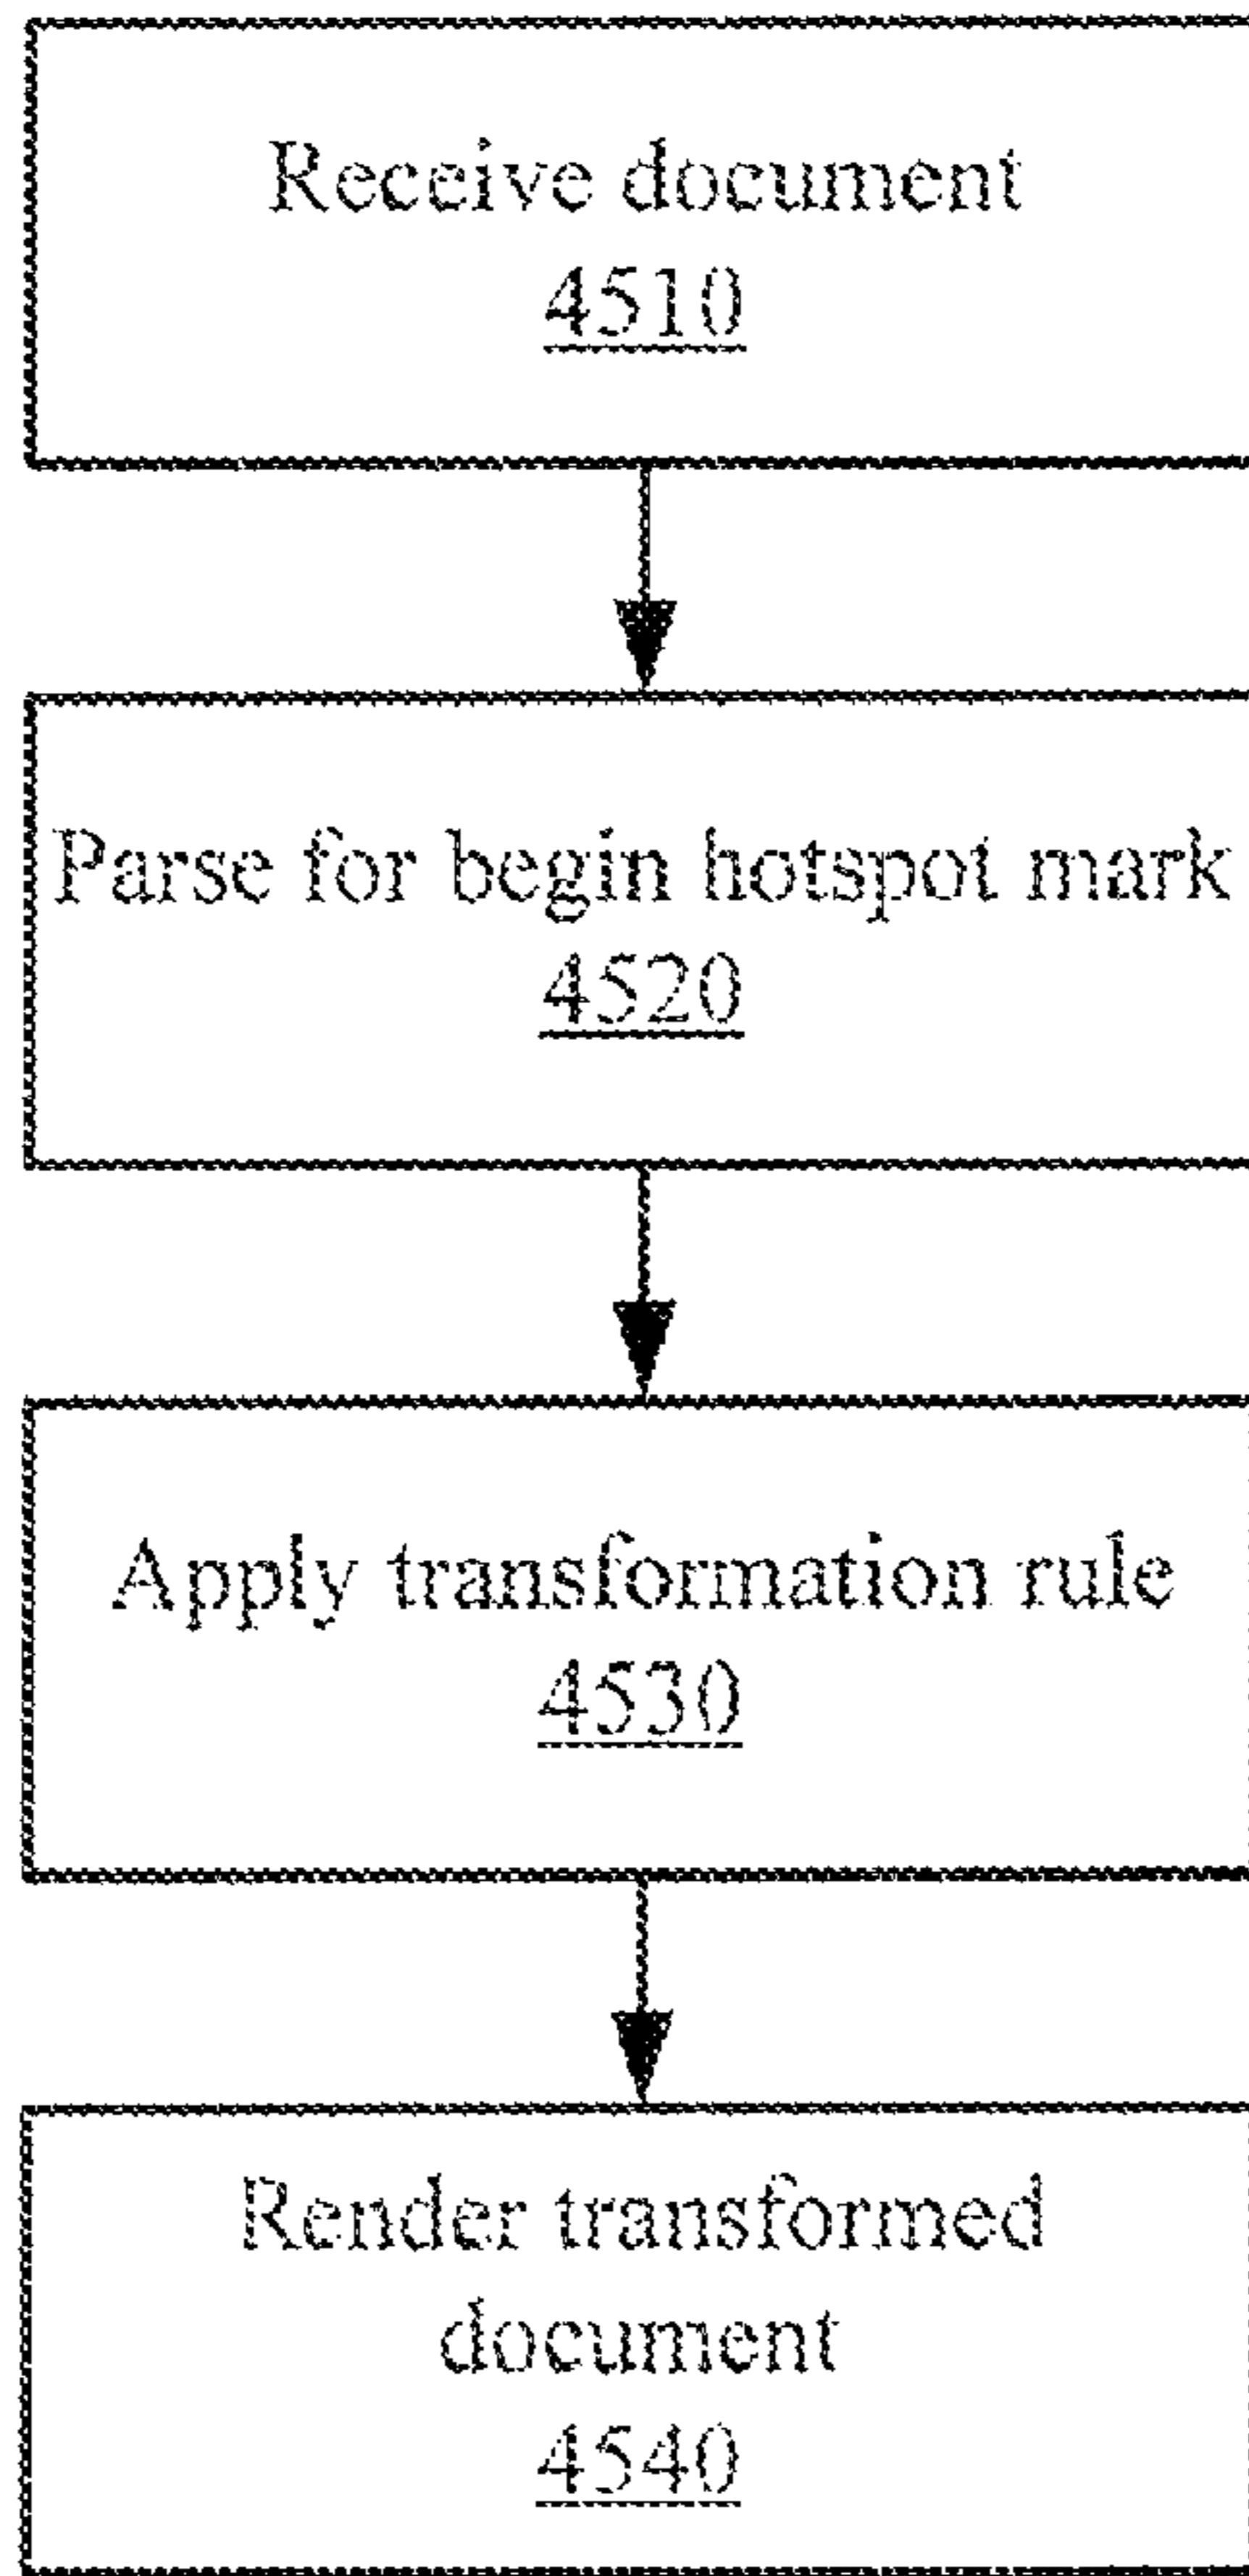 Receive document
4510
Parse for begin hotspot mark
4520
Apply transformation rule
4530
Render transformed
document
4540